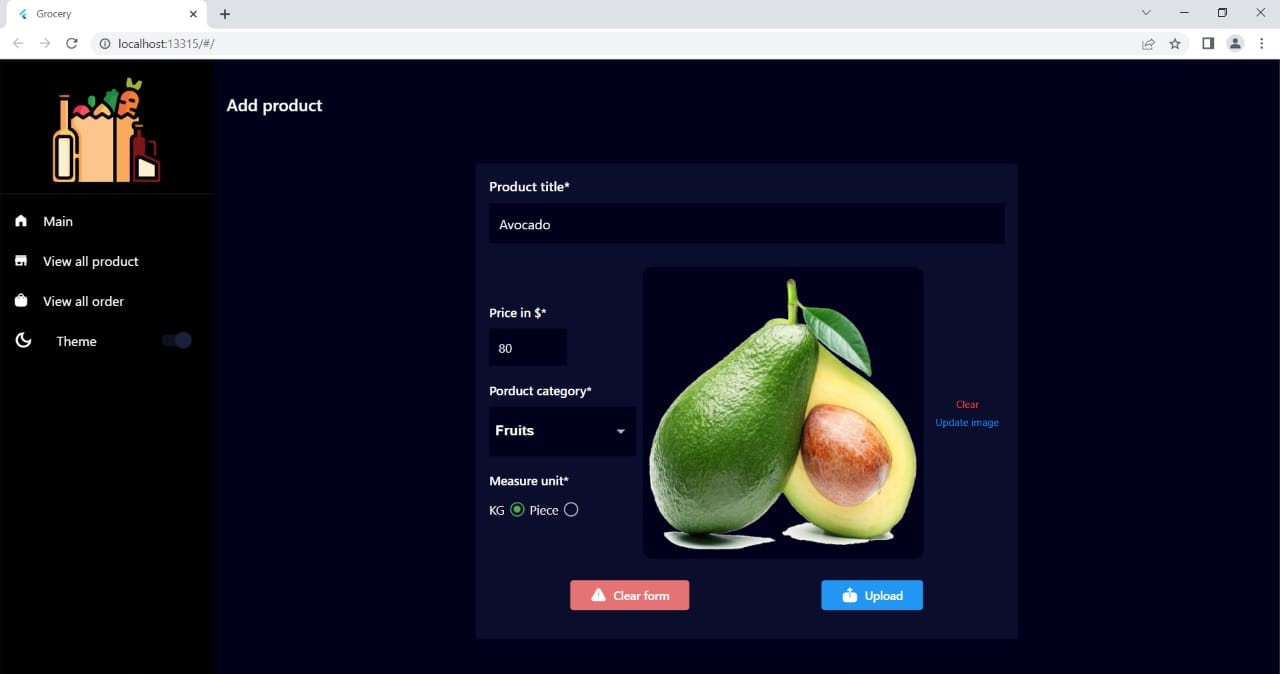 Grocery
localhost:13315/#/
Add product
Main
View all product
View all order
Theme
Product title*
Avocado
Price in $*
80
Porduct category*
Fruits
Measure unit*
KG Piece
Clear
Update image
Clear form
Upload